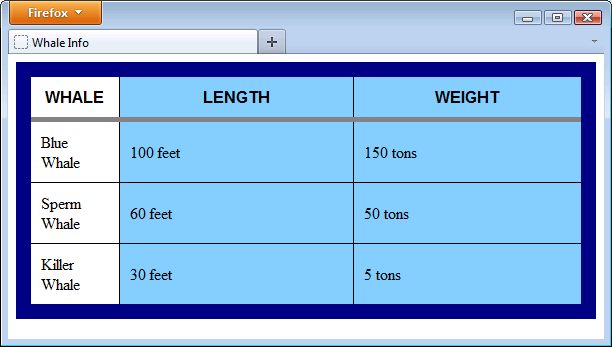 Firefox
Whale Info
WHALE LENGTH WEIGHT
Blue
Whale 100 feet 150 tons
Sperm
Whale 60 feet 50 tons
Killer
Whale 30 feet 5 tons